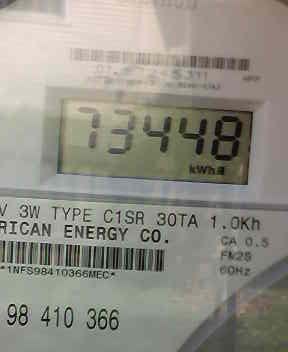 73448
kWh
V 3W TYPE C1SR 30TA 1.0Kh
RICAN ENERGY CO.
CA 0.5
FM2S
60Hz
*1NFS98410366MEC*
98 410 366